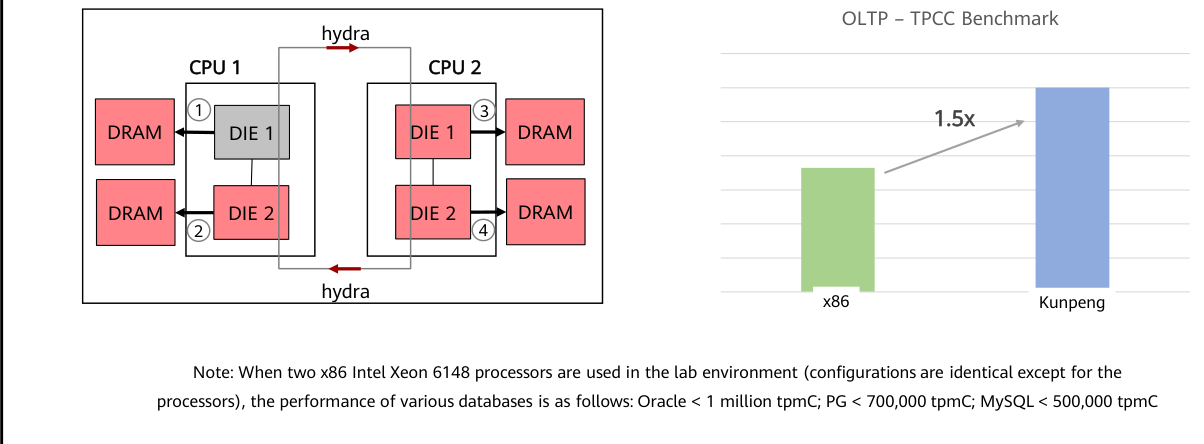 hydra
CPU 1
CPU 2
1
3
DRAM
DIE 1
DIE 1
DRAM
DRAM
DIE 2
DIE 2
DRAM
2
4
hydra
OLTP – TPCC Benchmark
1.5x
x86
Kunpeng
Note: When two x86 Intel Xeon 6148 processors are used in the lab environment (configurations are identical except for the
processors), the performance of various databases is as follows: Oracle < 1 million tpmC; PG < 700,000 tpmC; MySQL < 500,000 tpmC